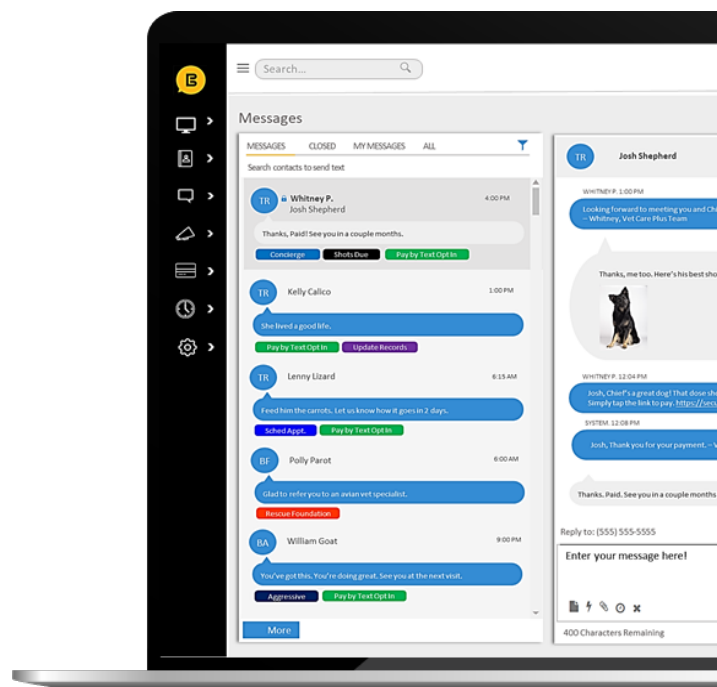 Search...
Messages
MESSAGES CLOSED MY MESSAGES ALL
Search contacts to send text
TR
Whitney P.
4:00 PM
Josh Shepherd
Thanks, Paid! See you in a couple months.
Concierge Shots Due Pay by Text Opt In
TR
Kelly Calico
1:00 PM
She lived a good life.
Pay by Text Opt In Update Records
TR
Lenny Lizard
6:15 AM
Feed him the carrots. Let us know how it goes in 2 days.
Sched Appt. Pay by Text Opt In
BF
Polly Parot
6:00 AM
Glad to refer you to an avian vet specialist.
Rescue Foundation
BA
William Goat
9:00 PM
You've got this. You're doing great. See you at the next visit.
Aggressive Pay by Text Opt In
More
TR
Josh Shepherd
WHITNEY P. 1:00 PM
Looking forward to meeting you and Chi
– Whitney, Vet Care Plus Team
Thanks, me too. Here's his best sho
WHITNEY P. 12:04 PM
Josh, Chief's a great dog! That dose sho
Simply tap the link to pay. https://secu
SYSTEM. 12:08 PM
Josh, Thank you for your payment. – V
Thanks. Paid. See you in a couple months
Reply to: (555) 555-5555
Enter your message here!
400 Characters Remaining